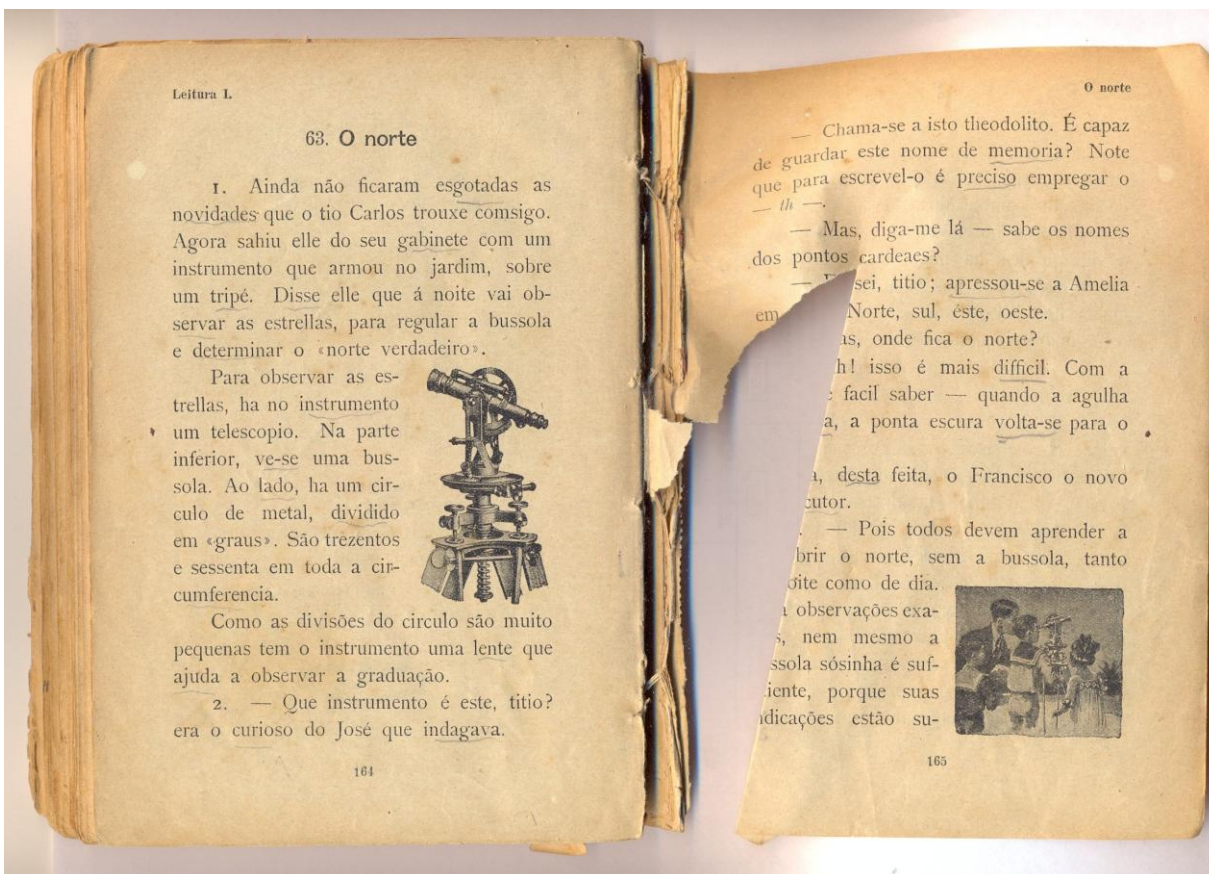 Leitura I.
63. O norte
1. Ainda não ficaram esgotadas as
novidades que o tio Carlos trouxe comsigo.
Agora sahiu elle do seu gabinete com um
instrumento que armou no jardim, sobre
um tripé. Disse elle que á noite vai ob-
servar as estrellas, para regular a bussola
e determinar o «norte verdadeiro».
Para observar as es-
trellas, ha no instrumento
um telescopio. Na parte
inferior, ve-se uma bus-
sola. Ao lado, ha um cir-
culo de metal, dividido
em «graus». São trezentos
e sessenta em toda a cir-
cumferencia.
Como as divisões do circulo são muito
pequenas tem o instrumento uma lente que
ajuda a observar a graduação.
2. — Que instrumento é este, titio?
era o curioso do José que indagava.
164
O norte
— Chama-se a isto theodolito. É capaz
de guardar este nome de memoria? Note
que para escrevel-o é preciso empregar o
— th —.
— Mas, diga-me lá — sabe os nomes
dos pontos cardeaes?
— sei, titio; apressou-se a Amelia
em Norte, sul, éste, oeste.
as, onde fica o norte?
h! isso é mais difficil. Com a
facil saber — quando a agulha
a, a ponta escura volta-se para o
a, desta feita, o Francisco o novo
cutor.
— Pois todos devem aprender a
brir o norte, sem a bussola, tanto
oite como de dia.
observações exa-
s, nem mesmo a
ssola sósinha é suf-
iente, porque suas
dicações estão su-
165